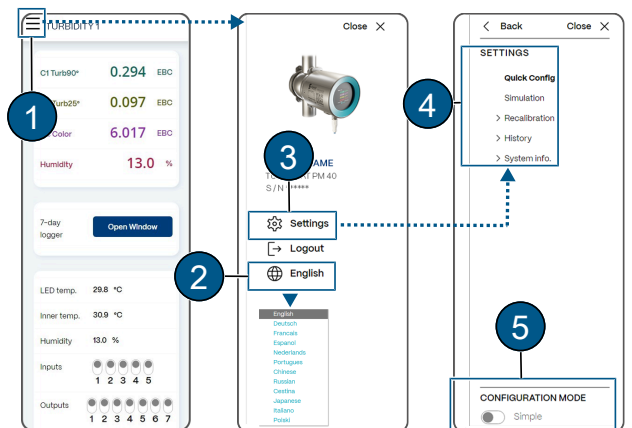 TURBIDITY 1
C1 Turb90° 0.294 EBC
Turb25° 0.097 EBC
Color 6.017 EBC
Humidity 13.0 %
7-day
logger
Open Window
LED temp. 29.8 °C
Inner temp. 30.9 °C
Humidity 13.0 %
Inputs
1 2 3 4 5
Outputs
1 2 3 4 5 6 7
1
Close X
3
AME
PM 40
S/N *****
Settings
Logout
2
English
English
Deutsch
Francais
Espanol
Nederlands
Portugues
Chinese
Russian
Cestina
Japanese
Italiano
Polski
< Back Close X
4
SETTINGS
Quick Config
Simulation
> Recalibration
> History
> System info.
5
CONFIGURATION MODE
Simple